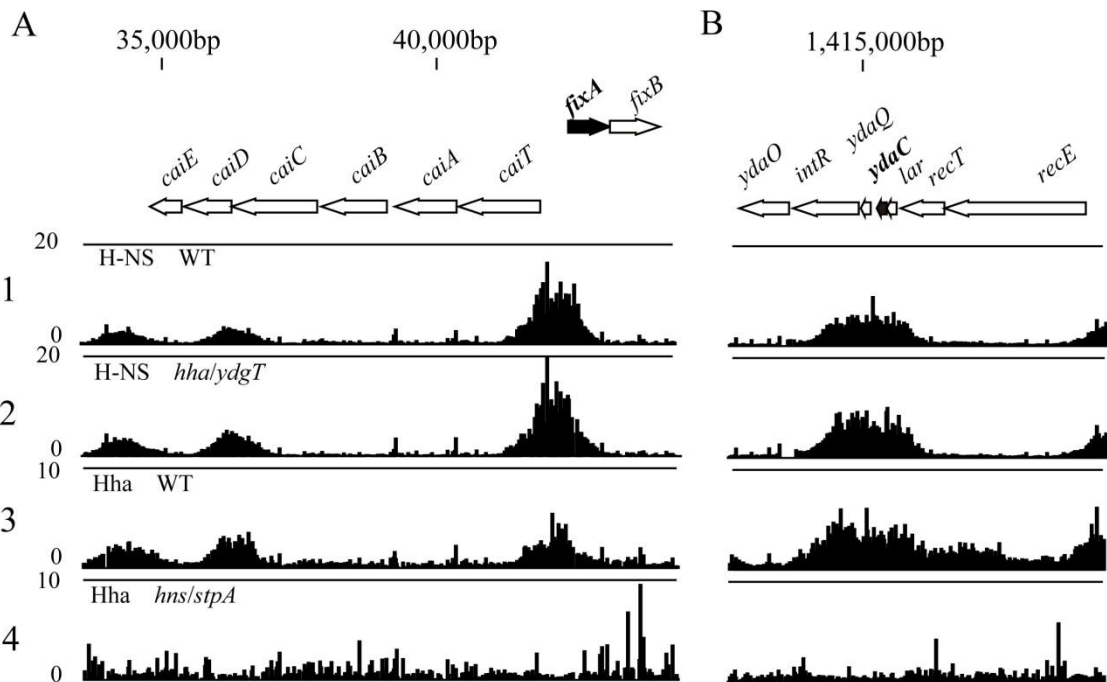 A
B
35,000bp
40,000bp
1,415,000bp
fixA
fixB
caiE
caiD
caiC
caiB
caiA
caiT
ydaO
intR
ydaQ
ydaC
lar
recT
recE
20
H-NS WT
1
0
20
H-NS hha/ydgT
2
0
10
Hha WT
3
0
10
Hha hns/stpA
4
0